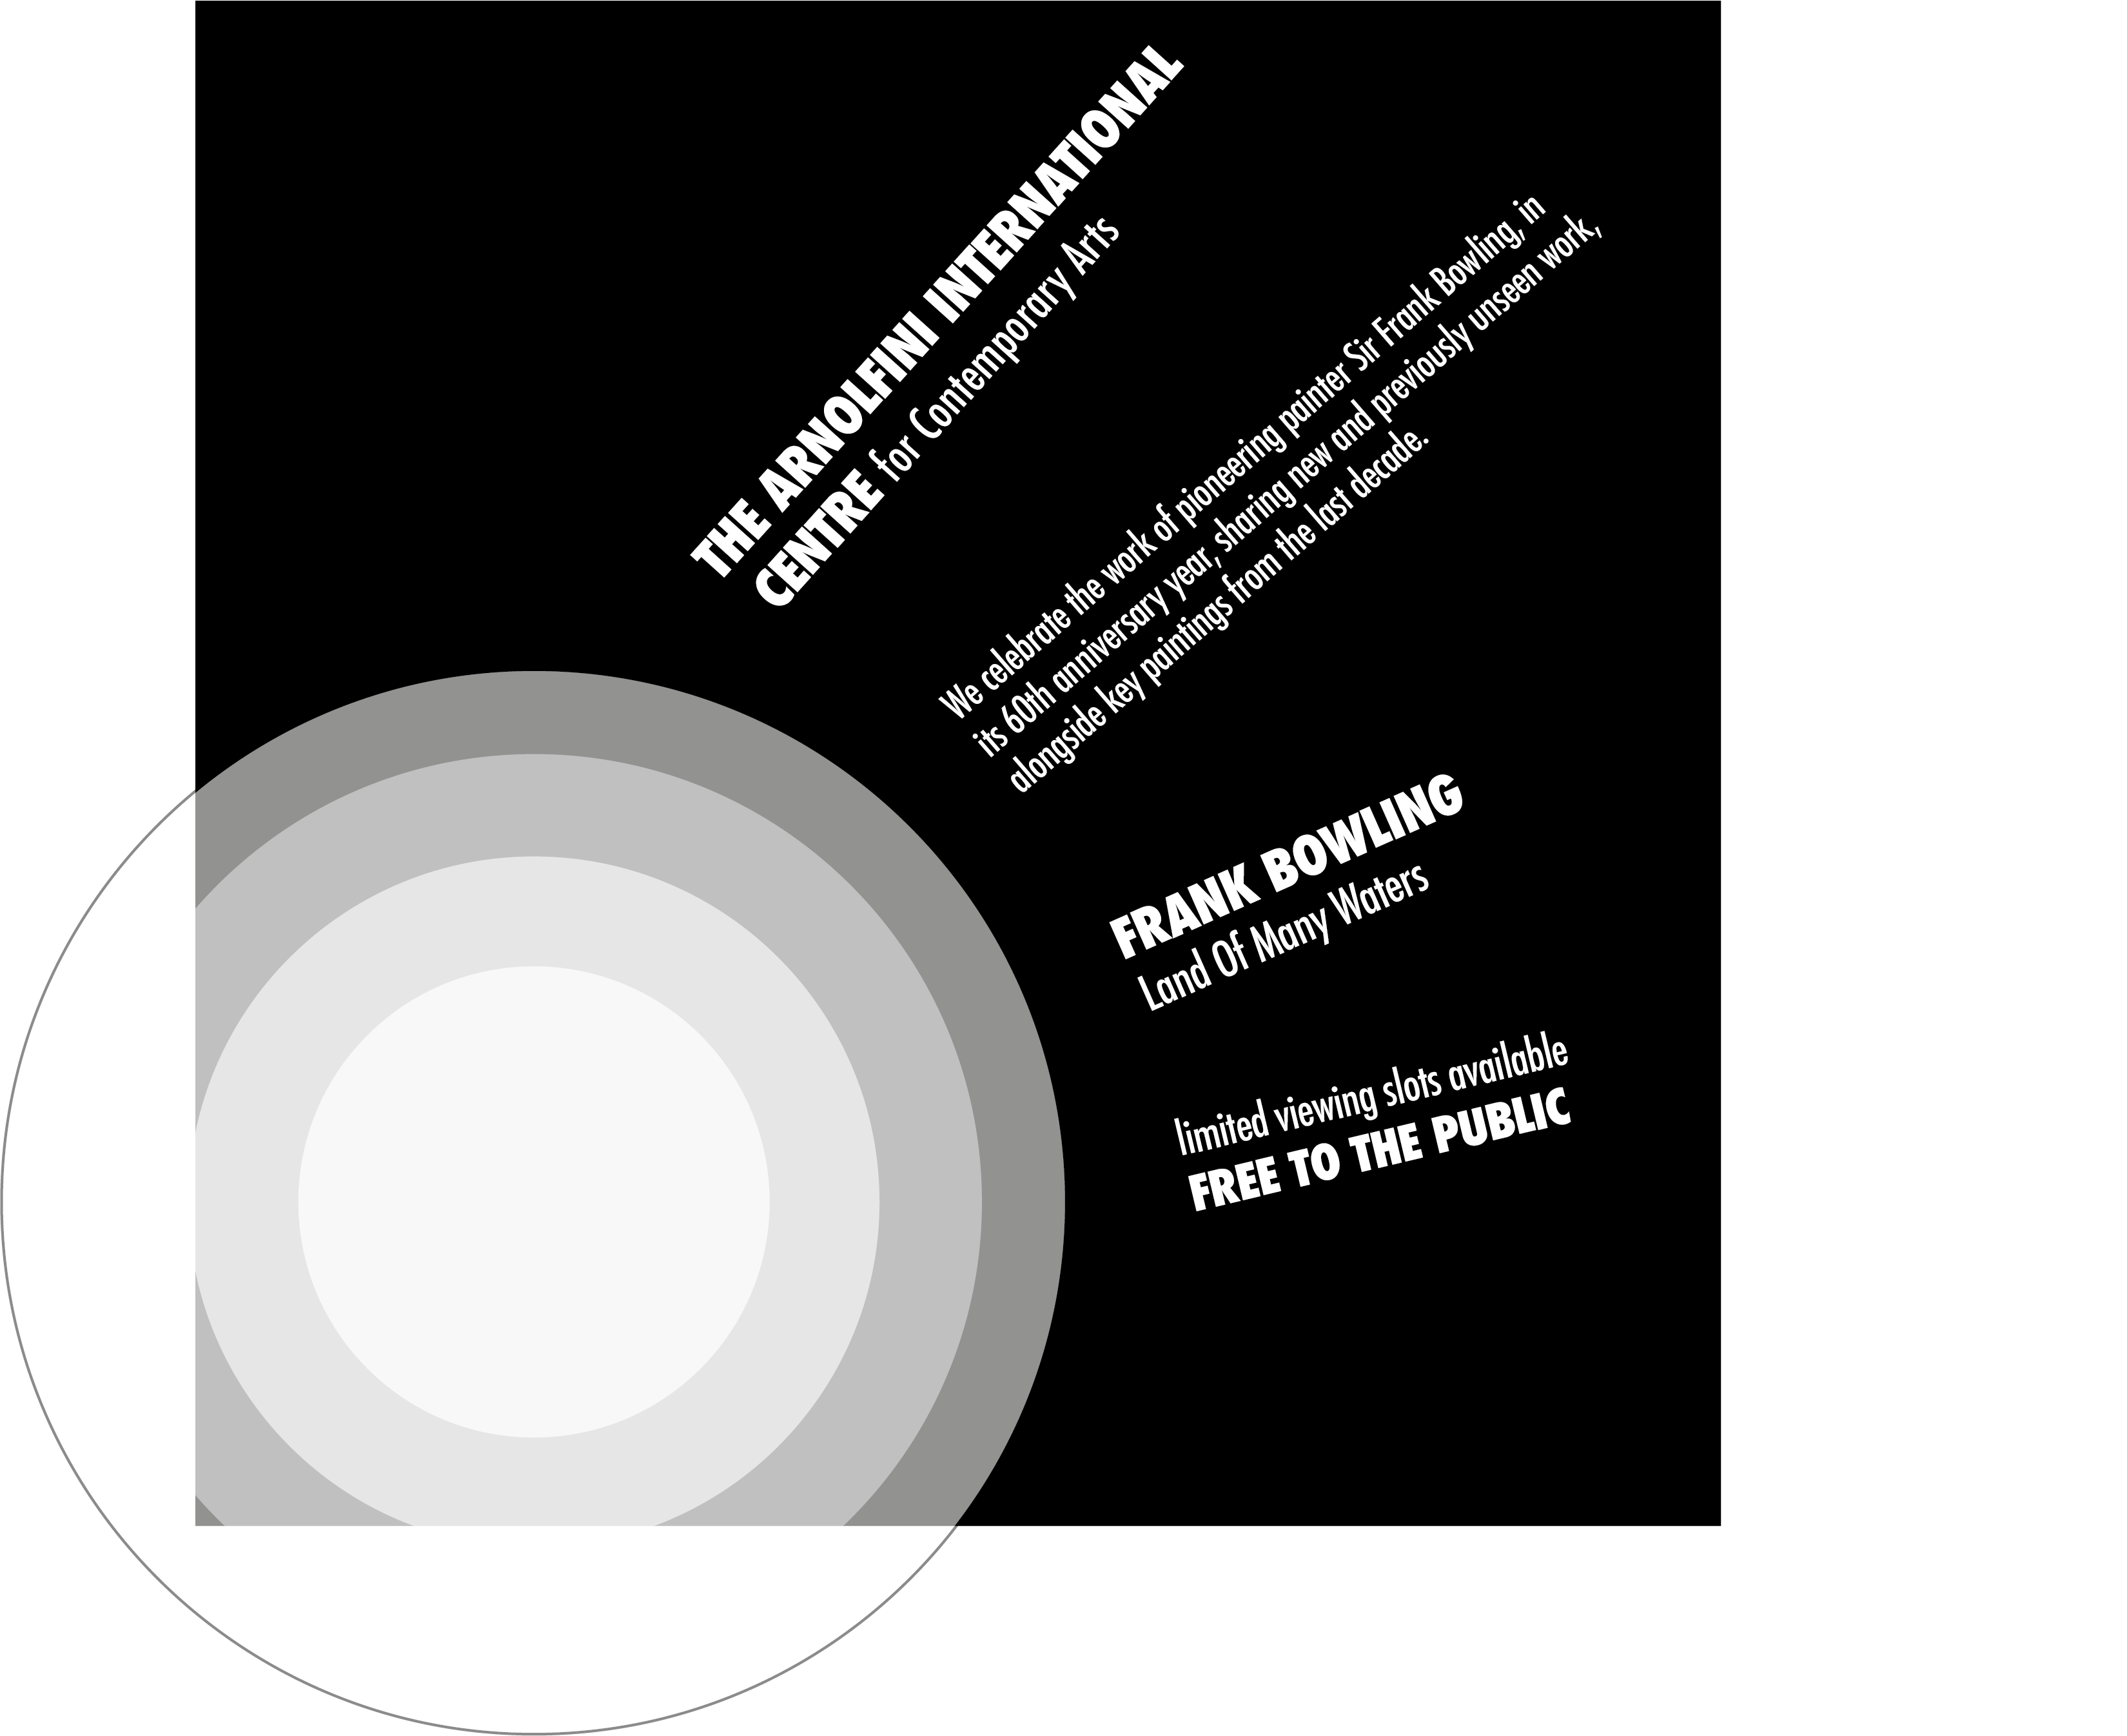 THE ARNOLFINI INTERNATIONAL
CENTRE for Contemporary Arts
We celebrate the work of pioneering painter Sir Frank Bowling, in
its 60th anniversary year, sharing new and previously unseen work,
alongside key paintings from the last decade.
FRANK BOWLING
Land Of Many Waters
limited viewing slots available
FREE TO THE PUBLIC